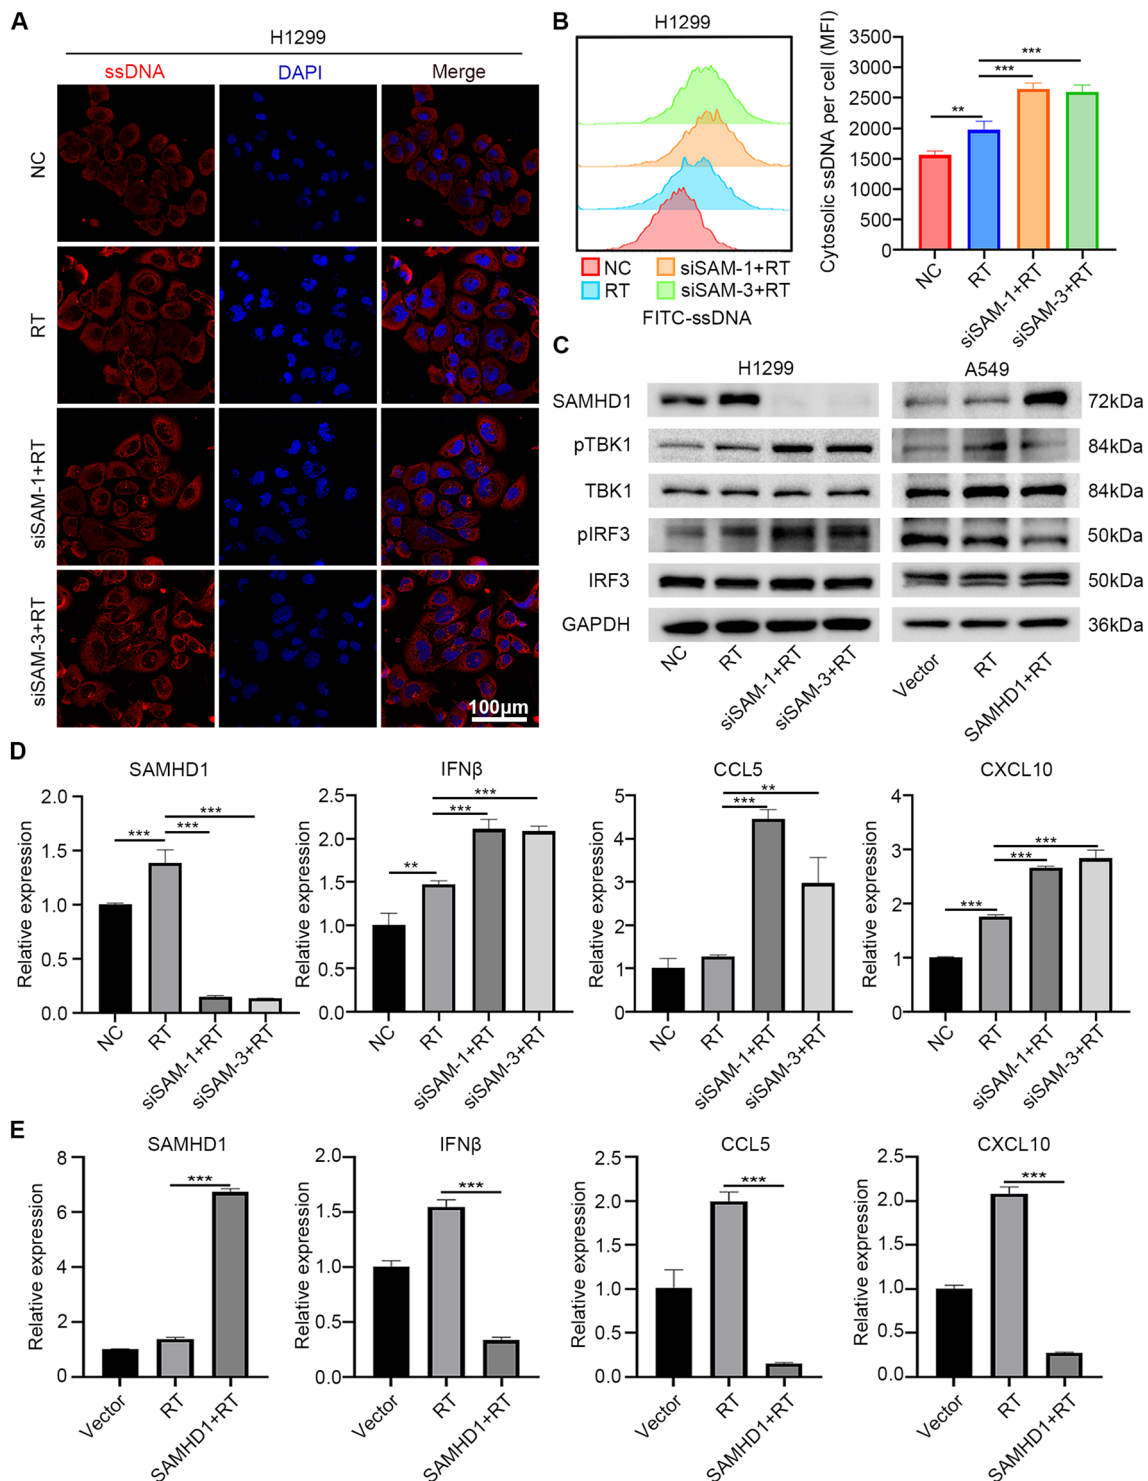 A
H1299
ssDNA DAPI Merge
NC
RT
siSAM-1+RT
siSAM-3+RT
100μm
B
H1299
NC siSAM-1+RT
RT siSAM-3+RT
FITC-ssDNA
Cytosolic ssDNA per cell (MFI)
3500
3000
2500
2000
1500
1000
500
0
** *** ***
NC RT siSAM-1+RT siSAM-3+RT
C
H1299 A549
SAMHD1 72kDa
pTBK1 84kDa
TBK1 84kDa
pIRF3 50kDa
IRF3 50kDa
GAPDH 36kDa
NC RT siSAM-1+RT siSAM-3+RT Vector RT SAMHD1+RT
D
SAMHD1
Relative expression
2.0
1.5
1.0
0.5
0.0
*** *** ***
NC RT siSAM-1+RT siSAM-3+RT
IFNβ
Relative expression
2.5
2.0
1.5
1.0
0.5
0.0
** *** ***
NC RT siSAM-1+RT siSAM-3+RT
CCL5
Relative expression
5
4
3
2
1
0
*** **
NC RT siSAM-1+RT siSAM-3+RT
CXCL10
Relative expression
4
3
2
1
0
*** *** ***
NC RT siSAM-1+RT siSAM-3+RT
E
SAMHD1
Relative expression
8
6
4
2
0
***
Vector RT SAMHD1+RT
IFNβ
Relative expression
2.0
1.5
1.0
0.5
0.0
***
Vector RT SAMHD1+RT
CCL5
Relative expression
2.5
2.0
1.5
1.0
0.5
0.0
***
Vector RT SAMHD1+RT
CXCL10
Relative expression
2.5
2.0
1.5
1.0
0.5
0.0
***
Vector RT SAMHD1+RT